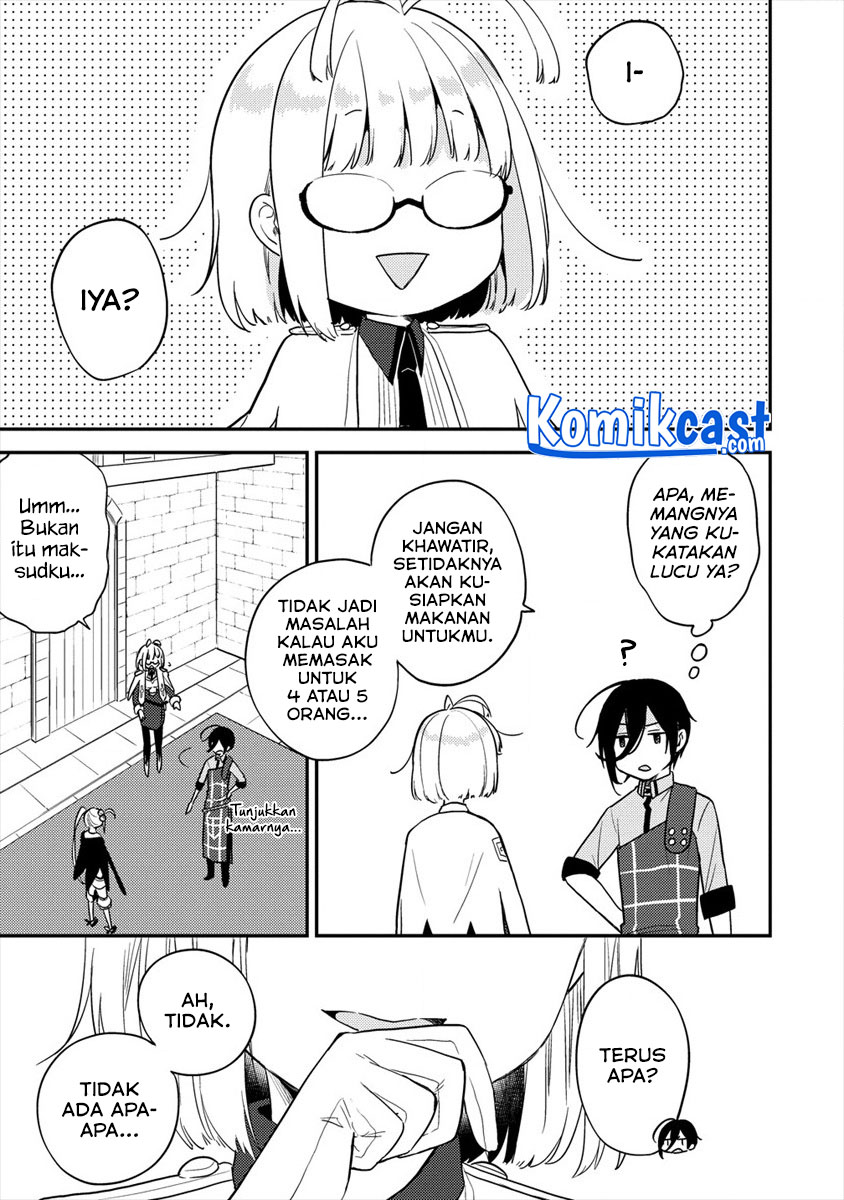 I-
IYA?
Komikcast
.com
APA, ME-
MANGNYA
YANG KU-
KATAKAN
LUCU YA?
?
JANGAN
KHAWATIR,
SETIDAKNYA
AKAN KU-
SIAPKAN
MAKANAN
UNTUKMU.
TIDAK JADI
MASALAH
KALAU AKU
MEMASAK
UNTUK
4 ATAU 5
ORANG...
Umm...
Bukan
itu mak-
sudku...
Tunjukkan
kamarnya...
TERUS
APA?
AH,
TIDAK.
TIDAK
ADA APA-
APA...